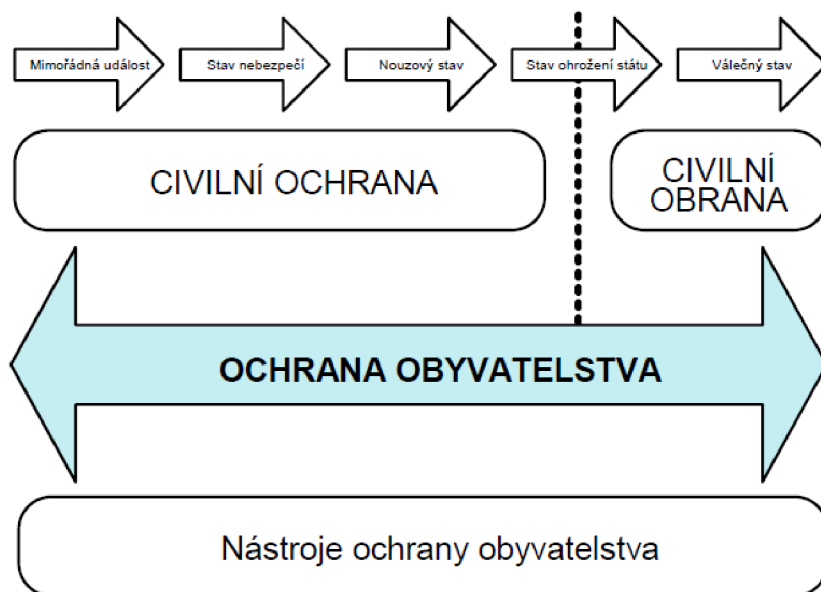 Mimořádná událost
Stav nebezpečí
Nouzový stav
Stav ohrožení státu
Válečný stav
CIVILNÍ OCHRANA
CIVILNÍ
OBRANA
OCHRANA OBYVATELSTVA
Nástroje ochrany obyvatelstva